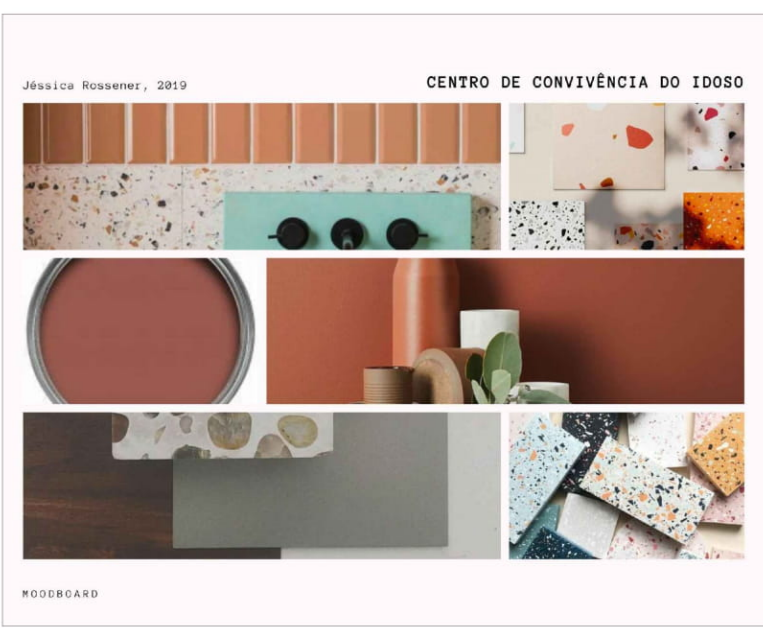 Jéssica Rossener, 2019
CENTRO DE CONVIVÊNCIA DO IDOSO
MOODBOARD